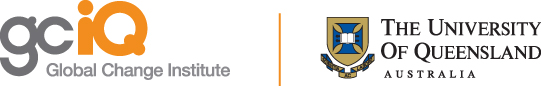 gciQ
Global Change Institute
THE UNIVERSITY
OF QUEENSLAND
AUSTRALIA